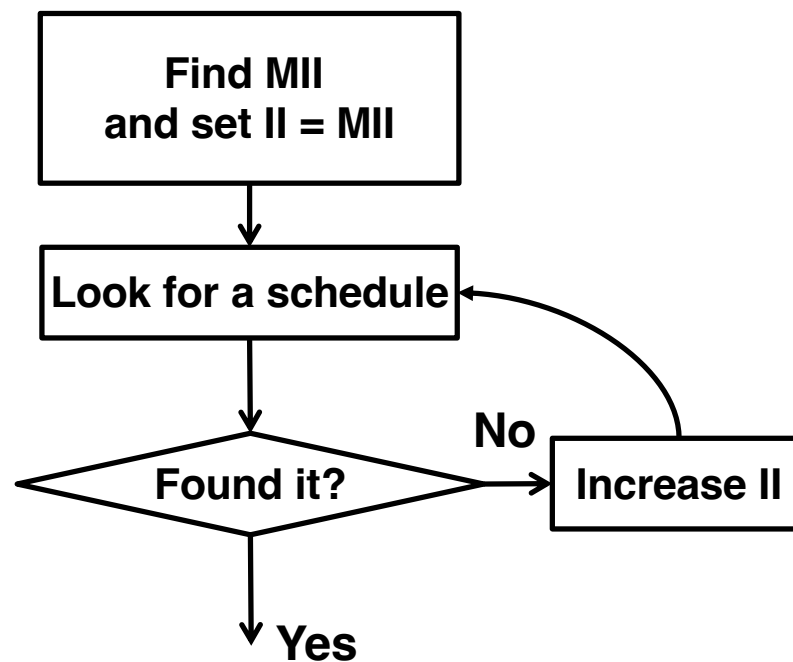 Find MII
and set II = MII
Look for a schedule
No
Found it?
Increase II
Yes